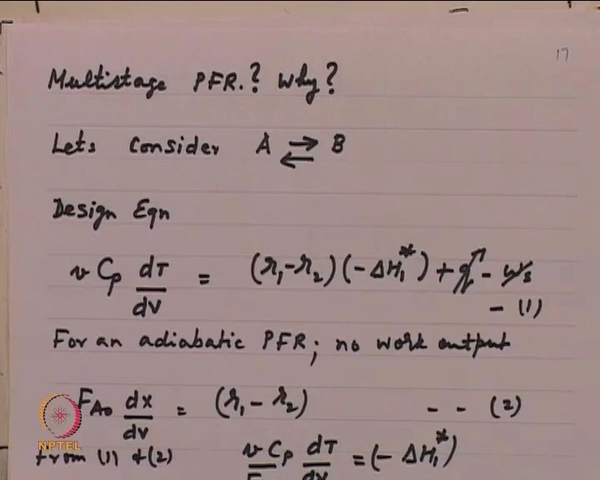 17
Multistage PFR.? Why?
Lets Consider A ⇄ B
Design Eqn
v Cp dT/dV = (r1-r2)(-ΔH1*) + q - Ws
- (1)
For an adiabatic PFR; no work output
FA0 dx/dV = (r1-r2) - - (2)
NPTEL
From (1) & (2) v Cp/F dT/dV = (-ΔH1*)